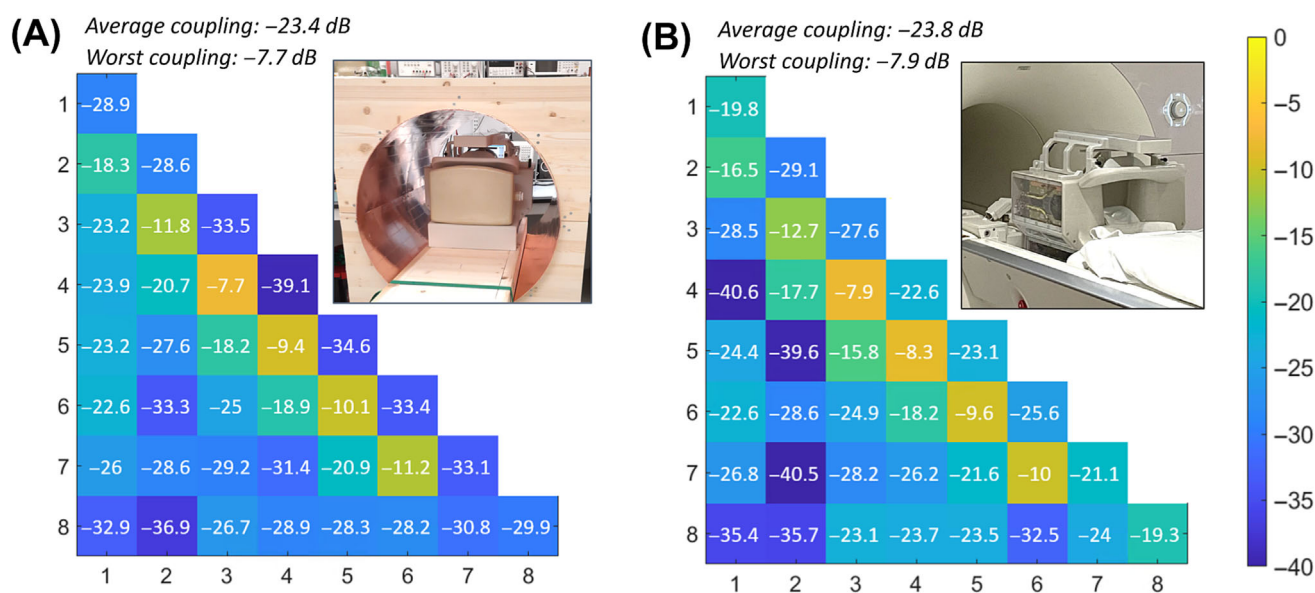 (A)
Average coupling: −23.4 dB
Worst coupling: −7.7 dB
1 −28.9
2 −18.3 −28.6
3 −23.2 −11.8 −33.5
4 −23.9 −20.7 −7.7 −39.1
5 −23.2 −27.6 −18.2 −9.4 −34.6
6 −22.6 −33.3 −25 −18.9 −10.1 −33.4
7 −26 −28.6 −29.2 −31.4 −20.9 −11.2 −33.1
8 −32.9 −36.9 −26.7 −28.9 −28.3 −28.2 −30.8 −29.9
1 2 3 4 5 6 7 8
(B)
Average coupling: −23.8 dB
Worst coupling: −7.9 dB
1 −19.8
2 −16.5 −29.1
3 −28.5 −12.7 −27.6
4 −40.6 −17.7 −7.9 −22.6
5 −24.4 −39.6 −15.8 −8.3 −23.1
6 −22.6 −28.6 −24.9 −18.2 −9.6 −25.6
7 −26.8 −40.5 −28.2 −26.2 −21.6 −10 −21.1
8 −35.4 −35.7 −23.1 −23.7 −23.5 −32.5 −24 −19.3
1 2 3 4 5 6 7 8
0
−5
−10
−15
−20
−25
−30
−35
−40